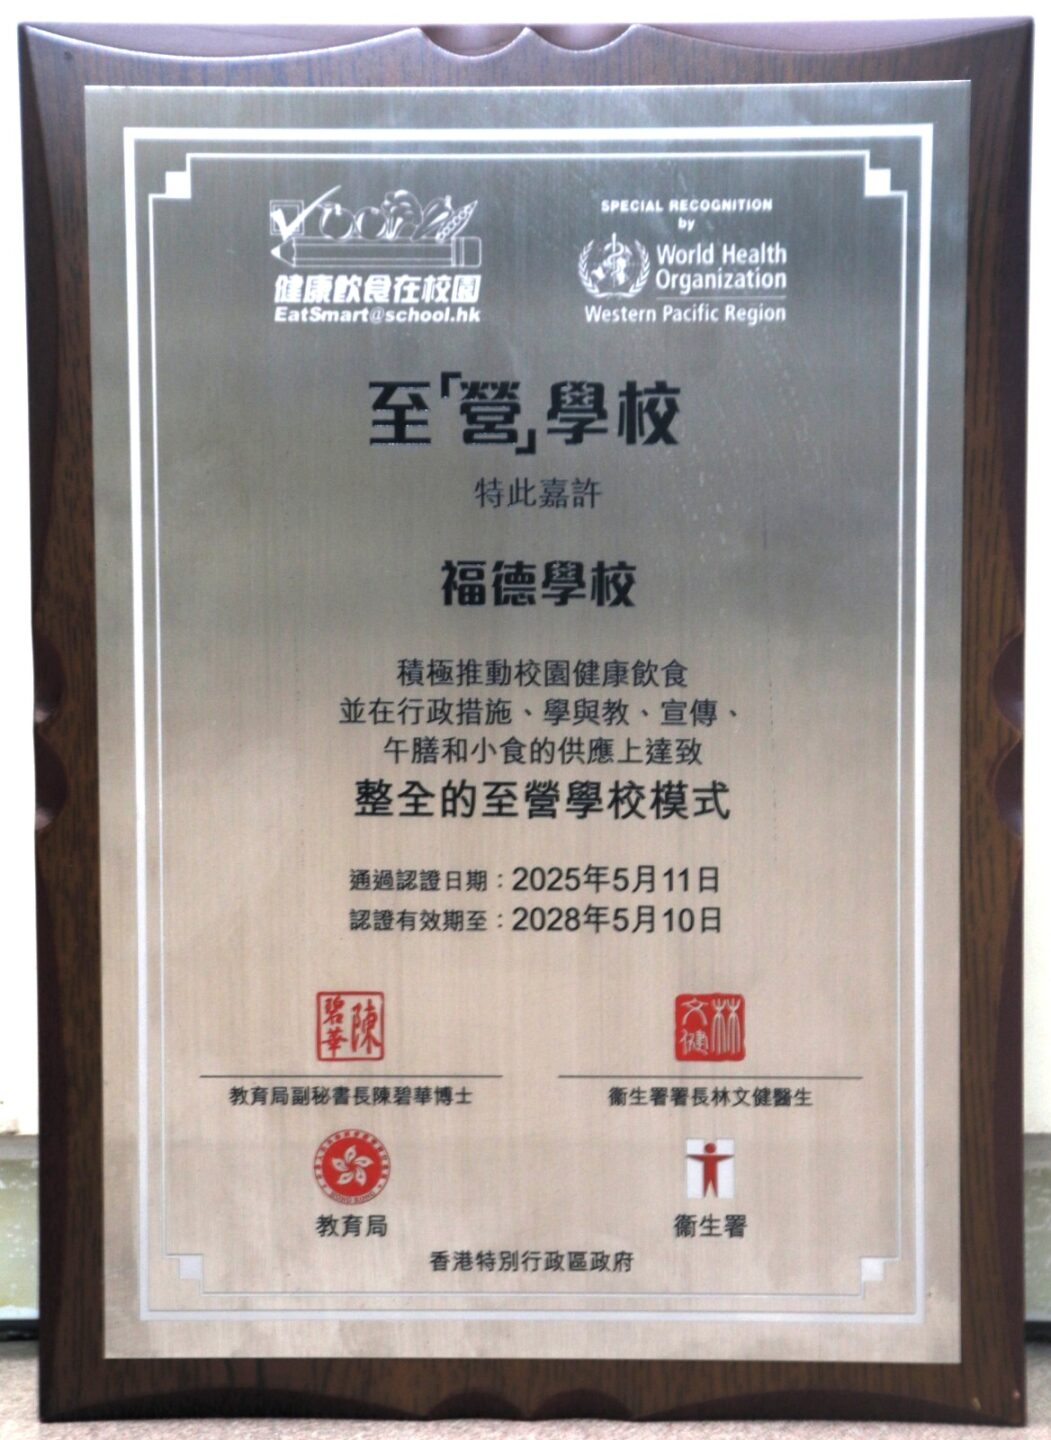 健康飲食在校園
EatSmart@school.hk
SPECIAL RECOGNITION
by
World Health
Organization
Western Pacific Region
至「營」學校
特此嘉許
福德學校
積極推動校園健康飲食
並在行政措施、學與教、宣傳、
午膳和小食的供應上達致
整全的至營學校模式
通過認證日期：2025年5月11日
認證有效期至：2028年5月10日
陳碧華
林文健
教育局副秘書長陳碧華博士
衞生署署長林文健醫生
HONG KONG
教育局
衞生署
香港特別行政區政府